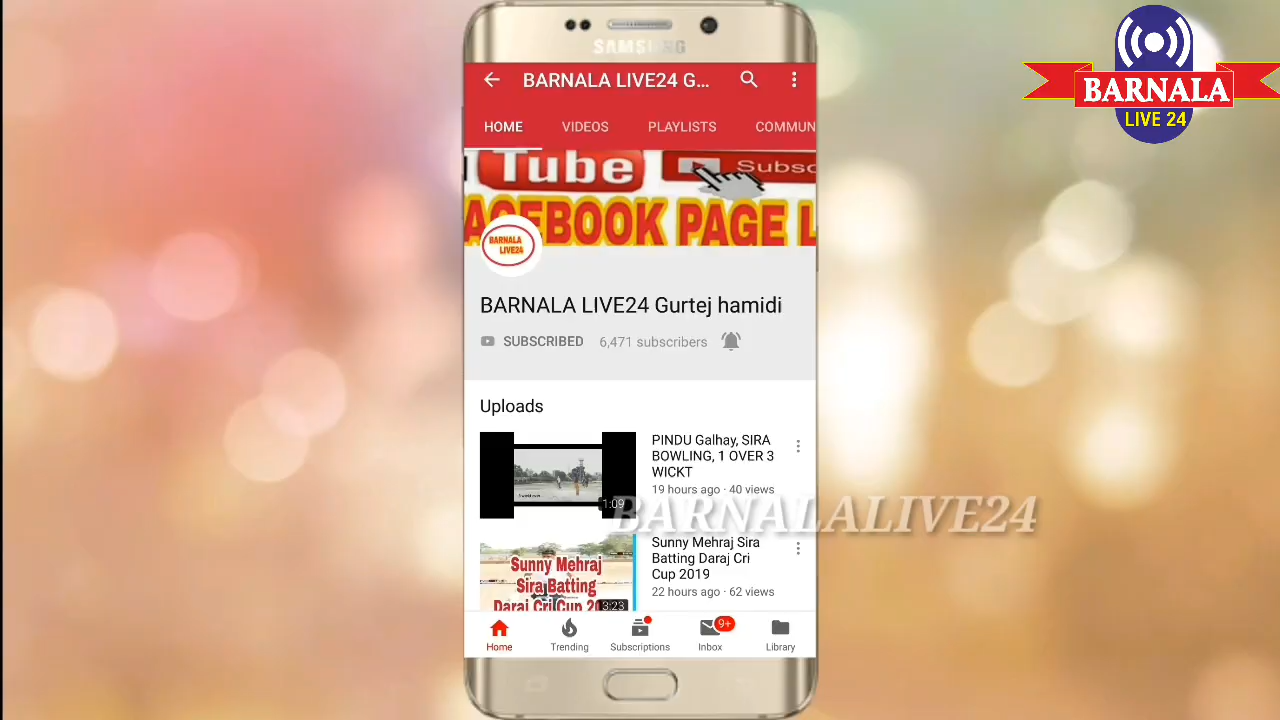 SAMSUNG
BARNALA LIVE24 G...
HOME VIDEOS PLAYLISTS COMMUN
Tube
Subsc
FACEBOOK PAGE L
BARNALA
LIVE24
BARNALA LIVE24 Gurtej hamidi
SUBSCRIBED 6,471 subscribers
Uploads
PINDU Galhay, SIRA
BOWLING, 1 OVER 3
WICKT
19 hours ago · 40 views
1:09
Sunny Mehraj Sira
Batting Daraj Cri
Cup 2019
22 hours ago · 62 views
Sunny Mehraj
Sira Batting
Daraj Cri Cup 20
3:23
Home Trending Subscriptions Inbox Library
9+
BARNALA
LIVE 24
BARNALALIVE24